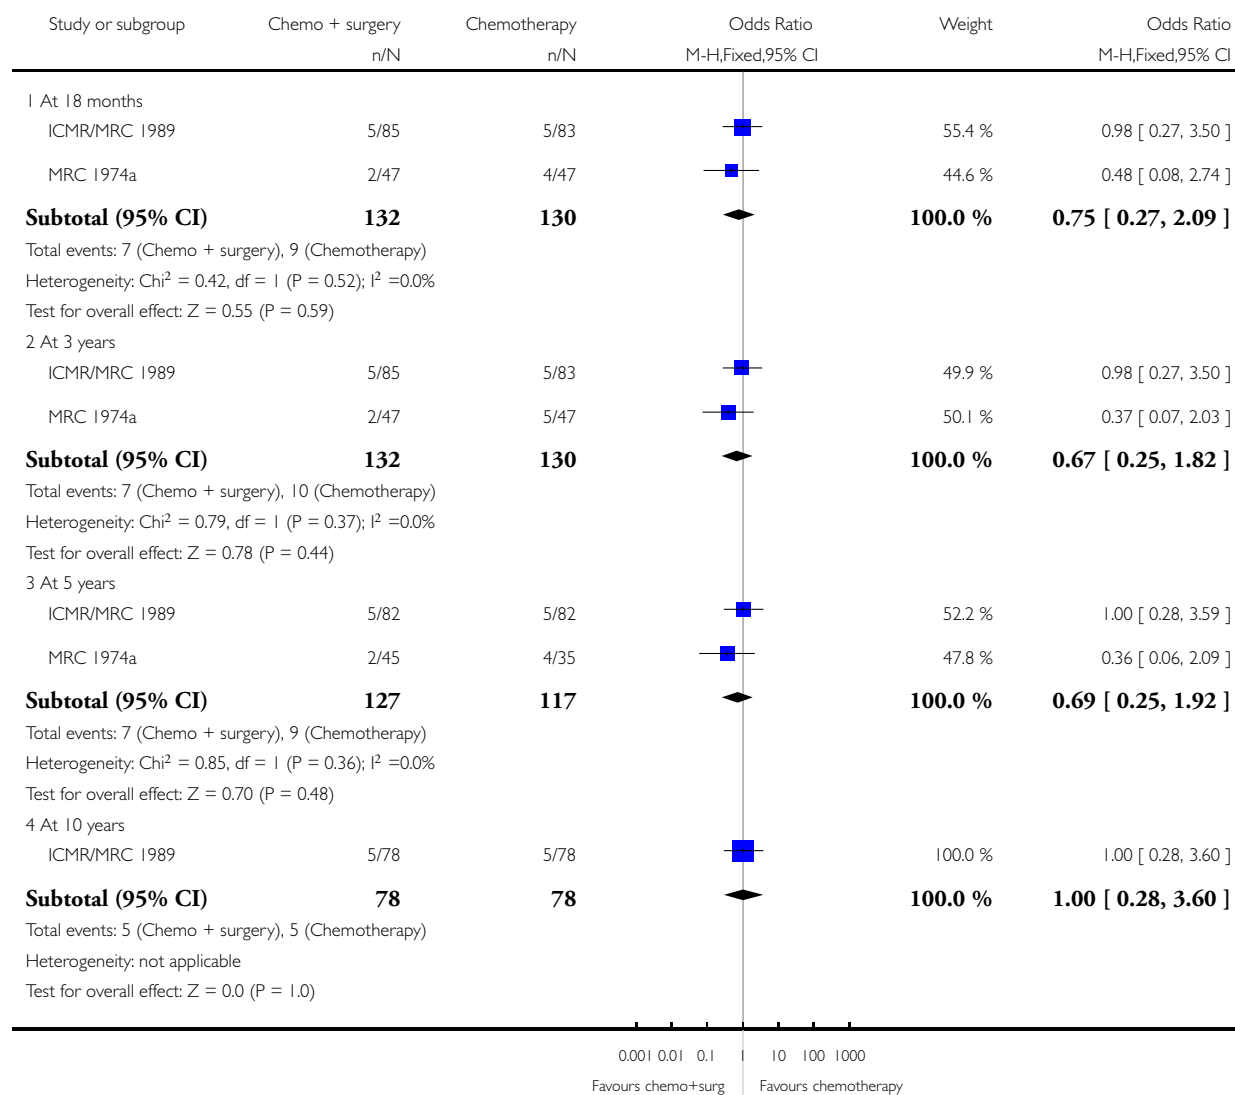 Study or subgroup Chemo + surgery Chemotherapy Odds Ratio Weight Odds Ratio
n/N n/N M-H,Fixed,95% CI M-H,Fixed,95% CI
1 At 18 months
ICMR/MRC 1989 5/85 5/83 55.4 % 0.98 [ 0.27, 3.50 ]
MRC 1974a 2/47 4/47 44.6 % 0.48 [ 0.08, 2.74 ]
Subtotal (95% CI) 132 130 100.0 % 0.75 [ 0.27, 2.09 ]
Total events: 7 (Chemo + surgery), 9 (Chemotherapy)
Heterogeneity: Chi² = 0.42, df = 1 (P = 0.52); I² =0.0%
Test for overall effect: Z = 0.55 (P = 0.59)
2 At 3 years
ICMR/MRC 1989 5/85 5/83 49.9 % 0.98 [ 0.27, 3.50 ]
MRC 1974a 2/47 5/47 50.1 % 0.37 [ 0.07, 2.03 ]
Subtotal (95% CI) 132 130 100.0 % 0.67 [ 0.25, 1.82 ]
Total events: 7 (Chemo + surgery), 10 (Chemotherapy)
Heterogeneity: Chi² = 0.79, df = 1 (P = 0.37); I² =0.0%
Test for overall effect: Z = 0.78 (P = 0.44)
3 At 5 years
ICMR/MRC 1989 5/82 5/82 52.2 % 1.00 [ 0.28, 3.59 ]
MRC 1974a 2/45 4/35 47.8 % 0.36 [ 0.06, 2.09 ]
Subtotal (95% CI) 127 117 100.0 % 0.69 [ 0.25, 1.92 ]
Total events: 7 (Chemo + surgery), 9 (Chemotherapy)
Heterogeneity: Chi² = 0.85, df = 1 (P = 0.36); I² =0.0%
Test for overall effect: Z = 0.70 (P = 0.48)
4 At 10 years
ICMR/MRC 1989 5/78 5/78 100.0 % 1.00 [ 0.28, 3.60 ]
Subtotal (95% CI) 78 78 100.0 % 1.00 [ 0.28, 3.60 ]
Total events: 5 (Chemo + surgery), 5 (Chemotherapy)
Heterogeneity: not applicable
Test for overall effect: Z = 0.0 (P = 1.0)
0.001 0.01 0.1 1 10 100 1000
Favours chemo+surg Favours chemotherapy